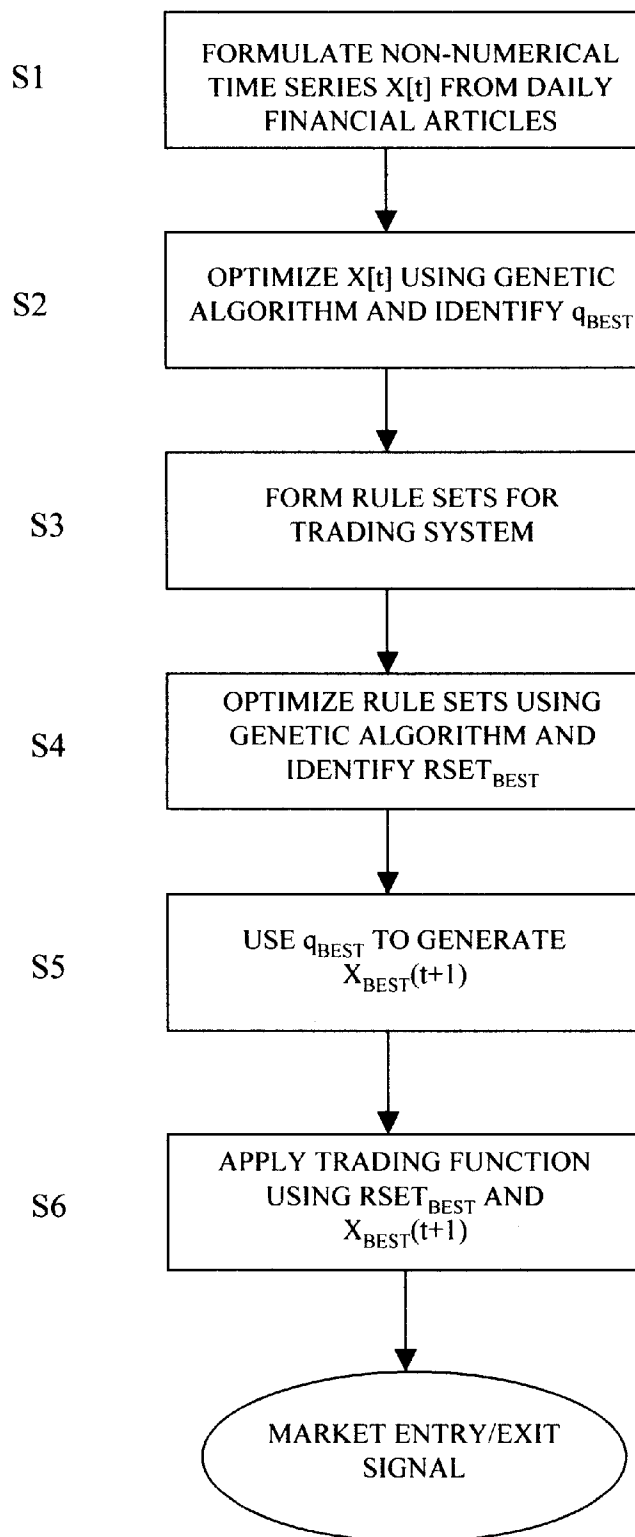 S1
FORMULATE NON-NUMERICAL
TIME SERIES X[t] FROM DAILY
FINANCIAL ARTICLES
S2
OPTIMIZE X[t] USING GENETIC
ALGORITHM AND IDENTIFY qBEST
S3
FORM RULE SETS FOR
TRADING SYSTEM
S4
OPTIMIZE RULE SETS USING
GENETIC ALGORITHM AND
IDENTIFY RSETBEST
S5
USE qBEST TO GENERATE
XBEST(t+1)
S6
APPLY TRADING FUNCTION
USING RSETBEST AND
XBEST(t+1)
MARKET ENTRY/EXIT
SIGNAL